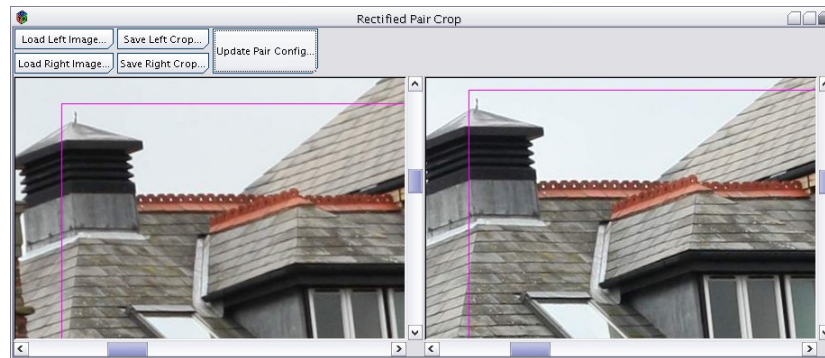 Rectified Pair Crop
Load Left Image...
Save Left Crop...
Update Pair Config...
Load Right Image...
Save Right Crop...